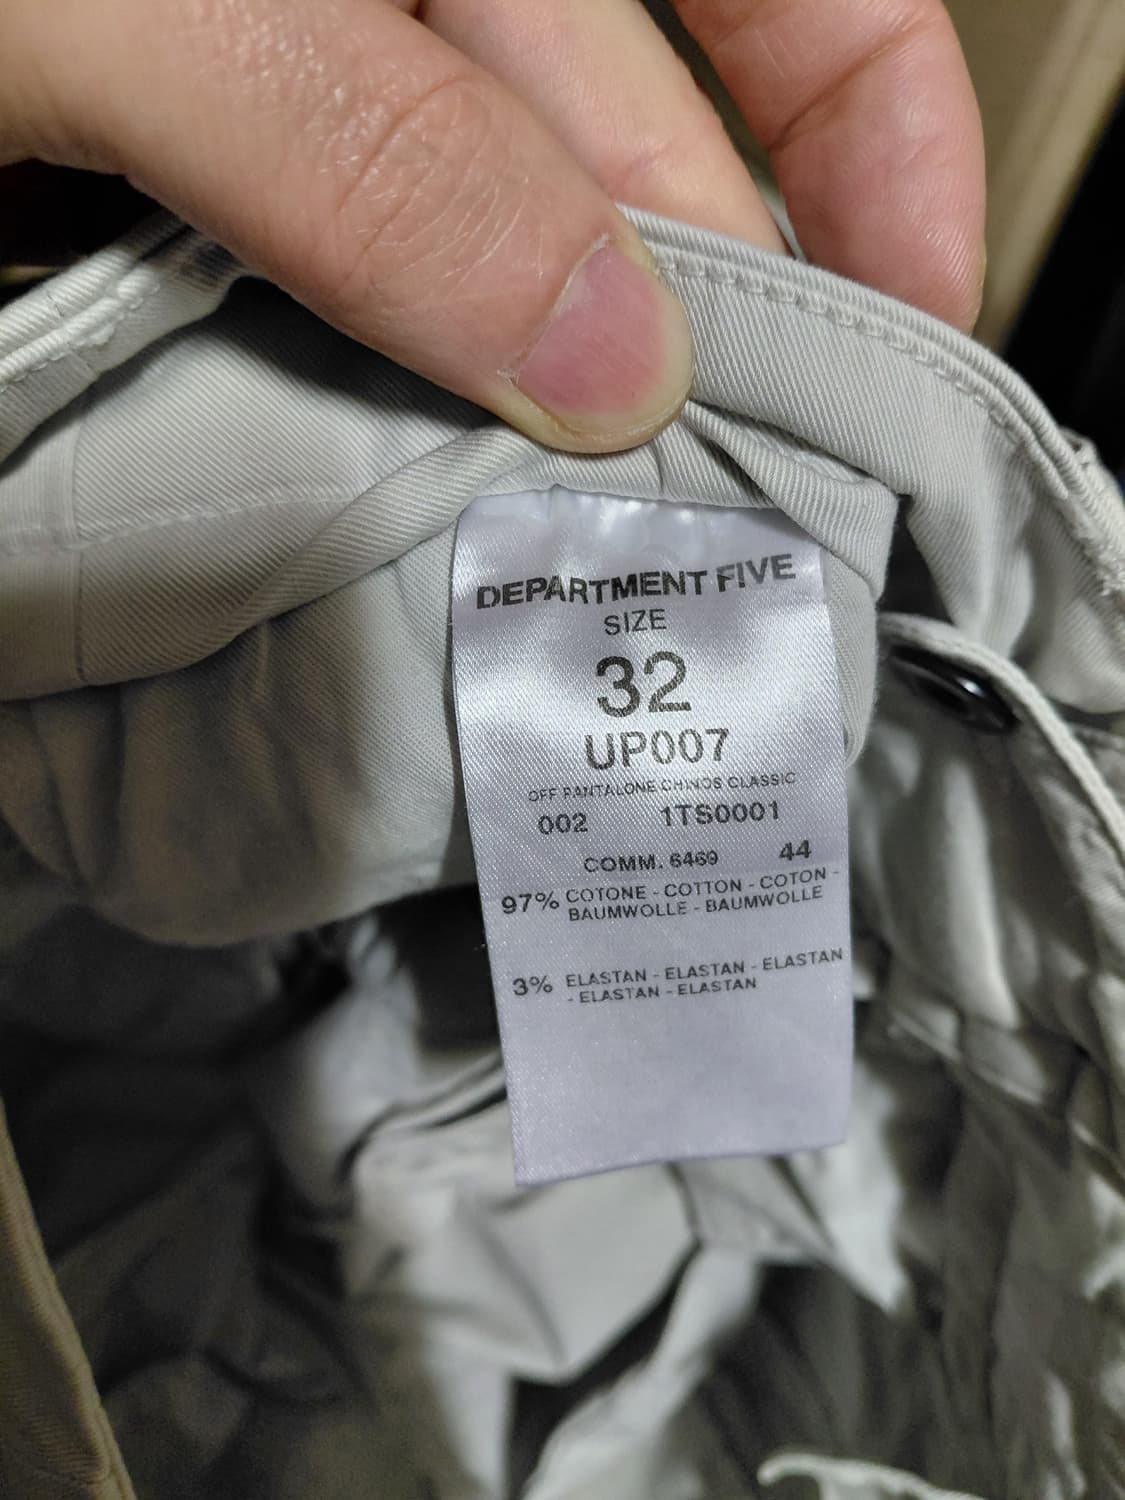 DEPARTMENT FIVE
SIZE
32
UP007
OFF PANTALONE CHINOS CLASSIC
002 1TS0001
COMM. 6469 44
97% COTONE - COTTON - COTON -
BAUMWOLLE - BAUMWOLLE
3% ELASTAN - ELASTAN - ELASTAN
- ELASTAN - ELASTAN